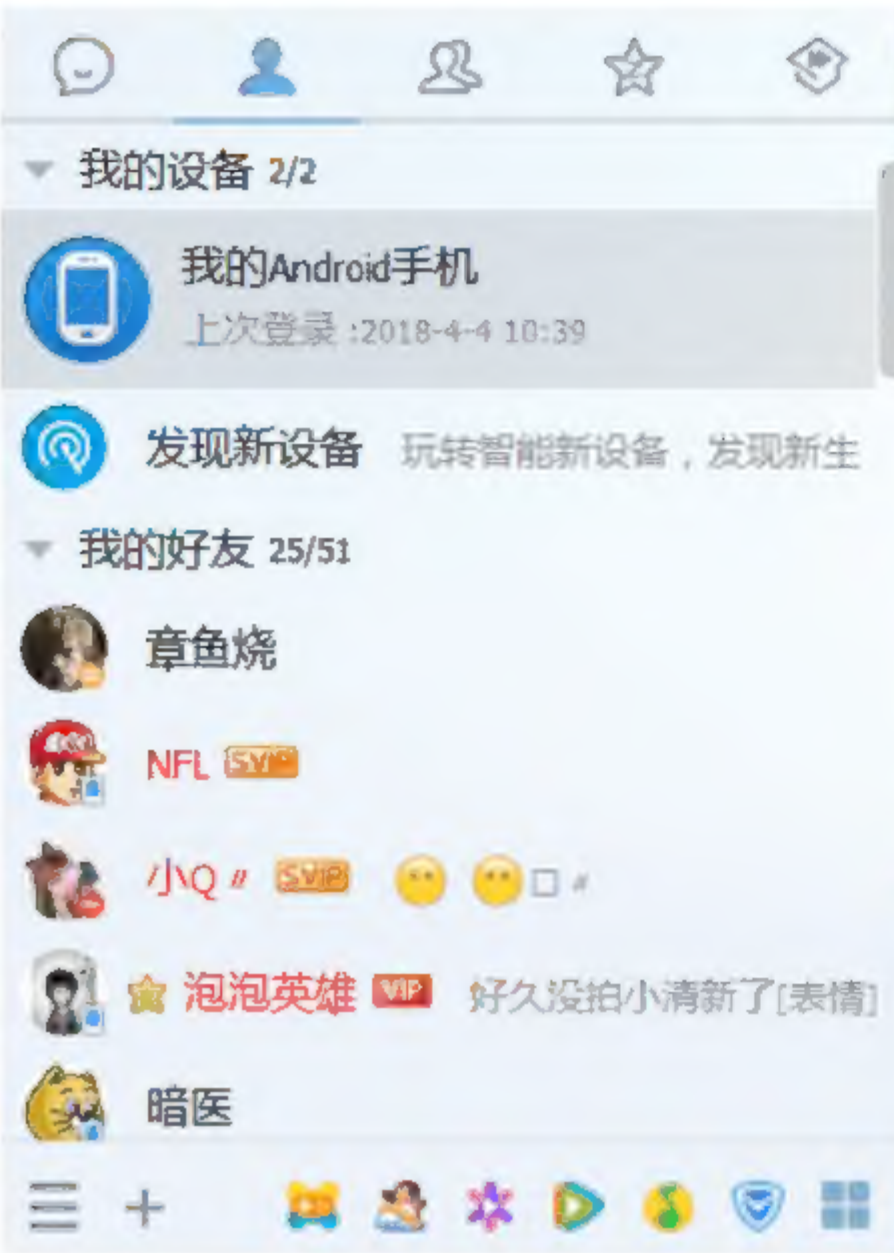 我的设备 2/2
我的Android手机
上次登录 :2018-4-4 10:39
发现新设备 玩转智能新设备，发现新生
我的好友 25/51
章鱼烧
NFL SVIP
小Q〃 SVIP 〃
泡泡英雄 VIP 好久没拍小清新了[表情]
暗医